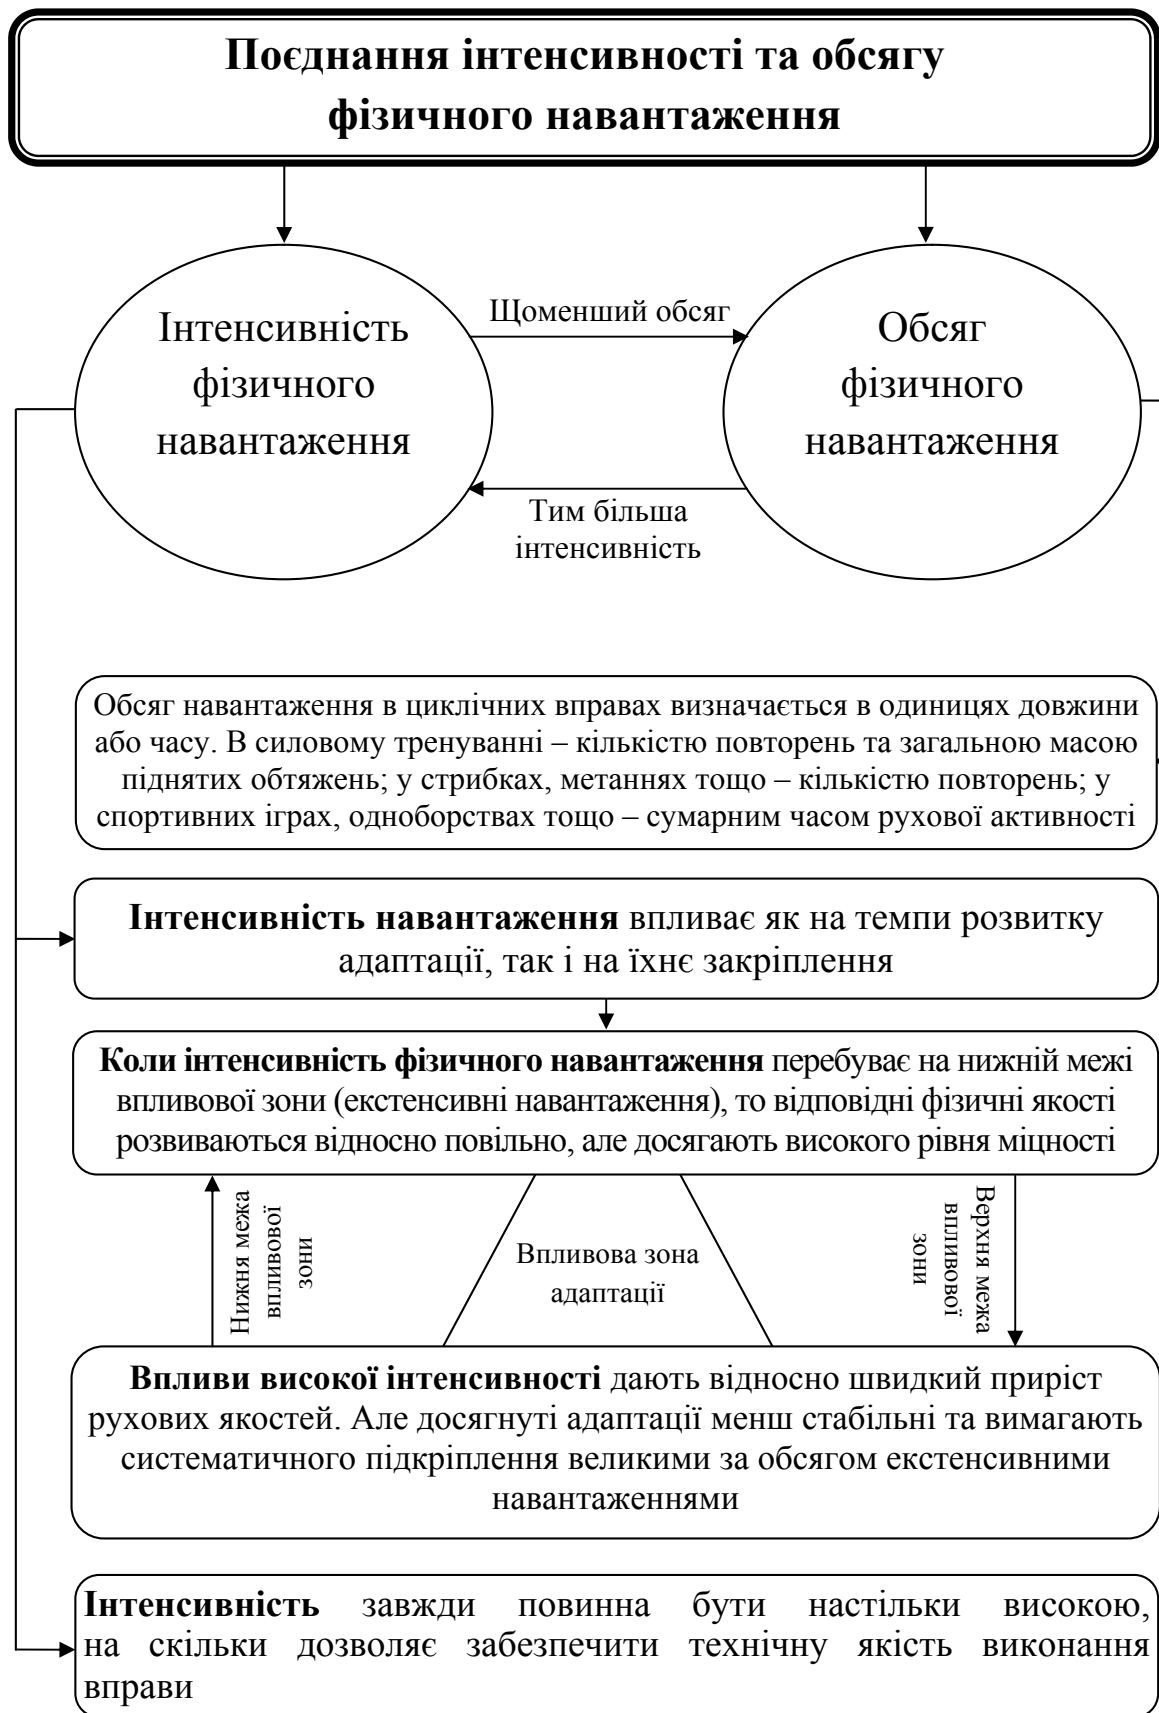 Поєднання інтенсивності та обсягу
фізичного навантаження
Інтенсивність
фізичного
навантаження
Щоменший обсяг
Обсяг
фізичного
навантаження
Тим більша
інтенсивність
Обсяг навантаження в циклічних вправах визначається в одиницях довжини
або часу. В силовому тренуванні – кількістю повторень та загальною масою
піднятих обтяжень; у стрибках, метаннях тощо – кількістю повторень; у
спортивних іграх, одноборствах тощо – сумарним часом рухової активності
Інтенсивність навантаження впливає як на темпи розвитку
адаптації, так і на їхнє закріплення
Коли інтенсивність фізичного навантаження перебуває на нижній межі
впливової зони (екстенсивні навантаження), то відповідні фізичні якості
розвиваються відносно повільно, але досягають високого рівня міцності
Нижня межа
впливової
зони
Впливова зона
адаптації
Верхня межа
впливової
зони
Впливи високої інтенсивності дають відносно швидкий приріст
рухових якостей. Але досягнуті адаптації менш стабільні та вимагають
систематичного підкріплення великими за обсягом екстенсивними
навантаженнями
Інтенсивність завжди повинна бути настільки високою,
на скільки дозволяє забезпечити технічну якість виконання
вправи